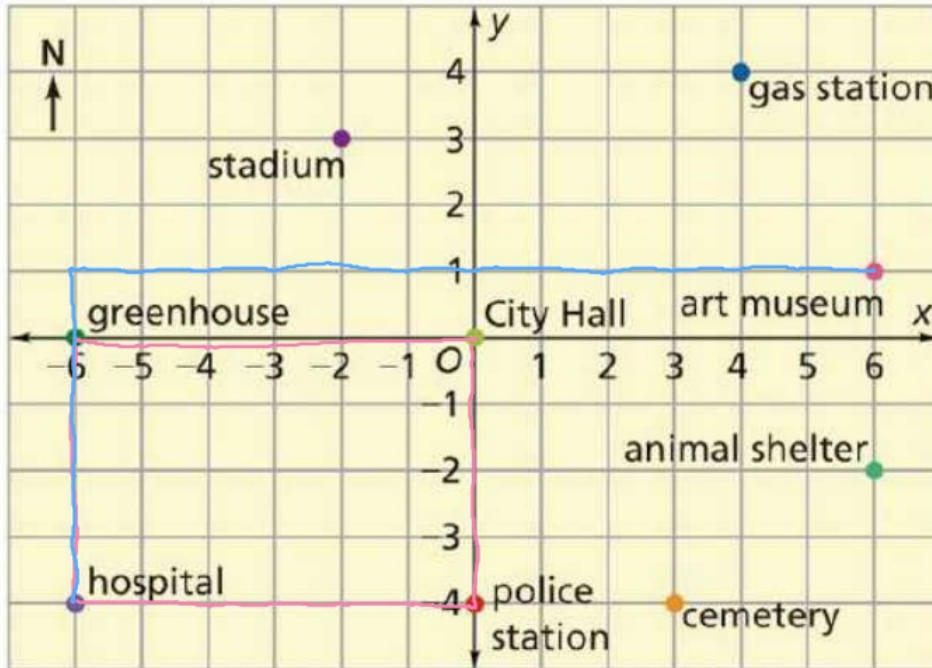 y
N
4
gas station
3
stadium
2
1
greenhouse
City Hall
art museum
x
−6 −5 −4 −3 −2 −1 O 1 2 3 4 5 6
−1
animal shelter
−2
−3
hospital
−4
police
station
cemetery